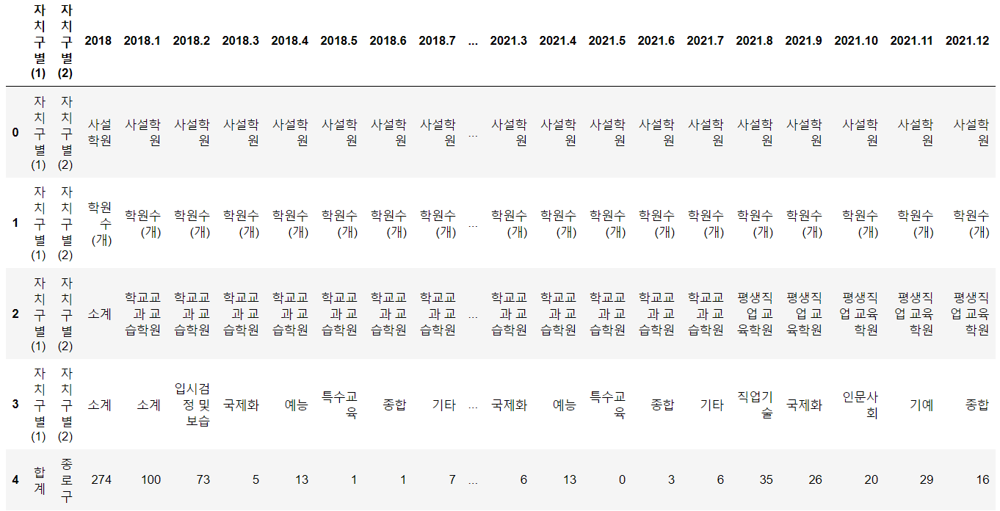 자치구별(1) 자치구별(2) 2018 2018.1 2018.2 2018.3 2018.4 2018.5 2018.6 2018.7 ... 2021.3 2021.4 2021.5 2021.6 2021.7 2021.8 2021.9 2021.10 2021.11 2021.12
0 자치구별(1) 자치구별(2) 사설학원 사설학원 사설학원 사설학원 사설학원 사설학원 사설학원 사설학원 ... 사설학원 사설학원 사설학원 사설학원 사설학원 사설학원 사설학원 사설학원 사설학원 사설학원
1 자치구별(1) 자치구별(2) 학원수(개) 학원수(개) 학원수(개) 학원수(개) 학원수(개) 학원수(개) 학원수(개) 학원수(개) ... 학원수(개) 학원수(개) 학원수(개) 학원수(개) 학원수(개) 학원수(개) 학원수(개) 학원수(개) 학원수(개) 학원수(개)
2 자치구별(1) 자치구별(2) 소계 학교교과 교습학원 학교교과 교습학원 학교교과 교습학원 학교교과 교습학원 학교교과 교습학원 학교교과 교습학원 학교교과 교습학원 ... 학교교과 교습학원 학교교과 교습학원 학교교과 교습학원 학교교과 교습학원 학교교과 교습학원 평생직업 교육학원 평생직업 교육학원 평생직업 교육학원 평생직업 교육학원 평생직업 교육학원
3 자치구별(1) 자치구별(2) 소계 소계 입시검정 및 보습 국제화 예능 특수교육 종합 기타 ... 국제화 예능 특수교육 종합 기타 직업기술 국제화 인문사회 기예 종합
4 합계 종로구 274 100 73 5 13 1 1 7 ... 6 13 0 3 6 35 26 20 29 16